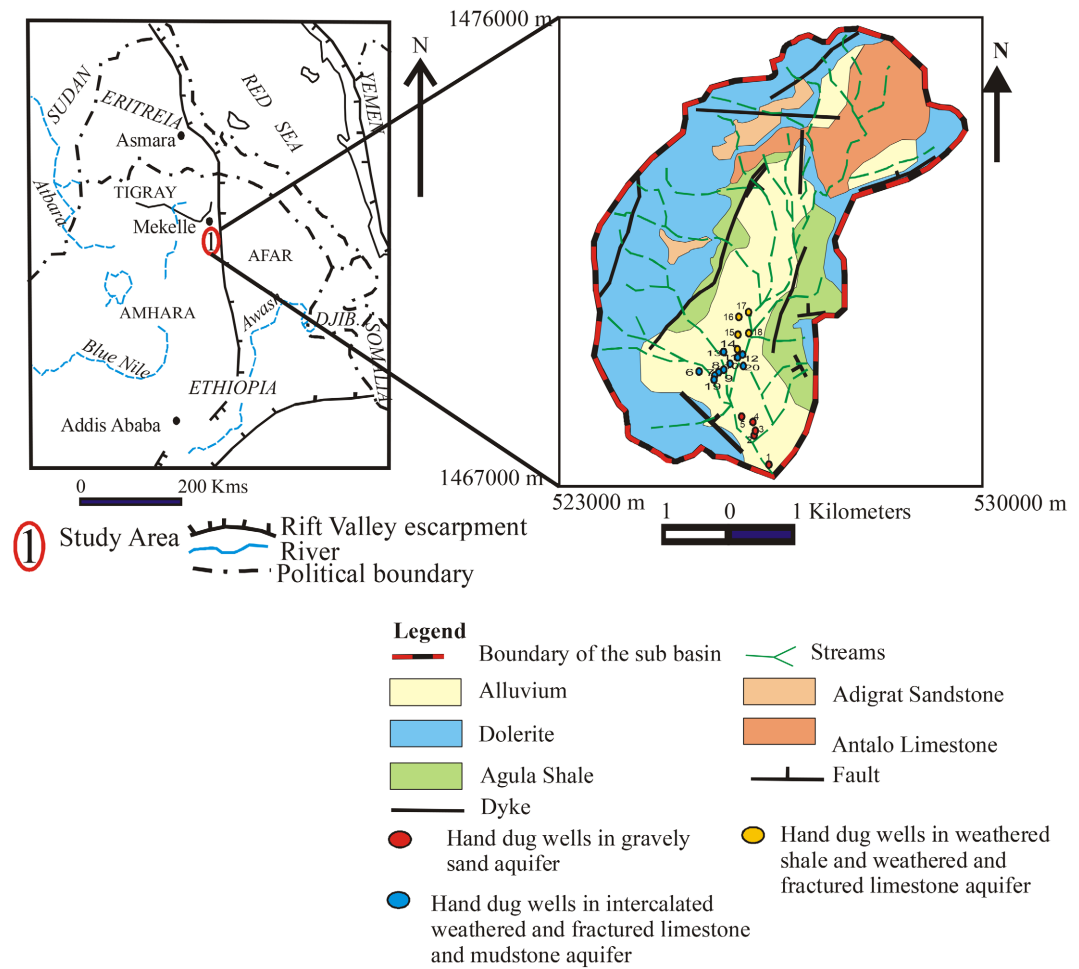 1476000 m
N
N
SUDAN
ERITREIA
RED
SEA
YEMEN
Asmara
TIGRAY
Atbara
Mekelle
1
AFAR
AMHARA
Awash
DJIB.
SOMALIA
Blue Nile
ETHIOPIA
Addis Ababa
17
16
15
18
14
13
12
20
6
8
9
19
5
4
3
2
1
1467000 m
523000 m
530000 m
0
200 Kms
1
0
1 Kilometers
1
Study Area
Rift Valley escarpment
River
Political boundary
Legend
Boundary of the sub basin
Streams
Alluvium
Adigrat Sandstone
Dolerite
Antalo Limestone
Agula Shale
Fault
Dyke
Hand dug wells in gravely
sand aquifer
Hand dug wells in weathered
shale and weathered and
fractured limestone aquifer
Hand dug wells in intercalated
weathered and fractured limestone
and mudstone aquifer